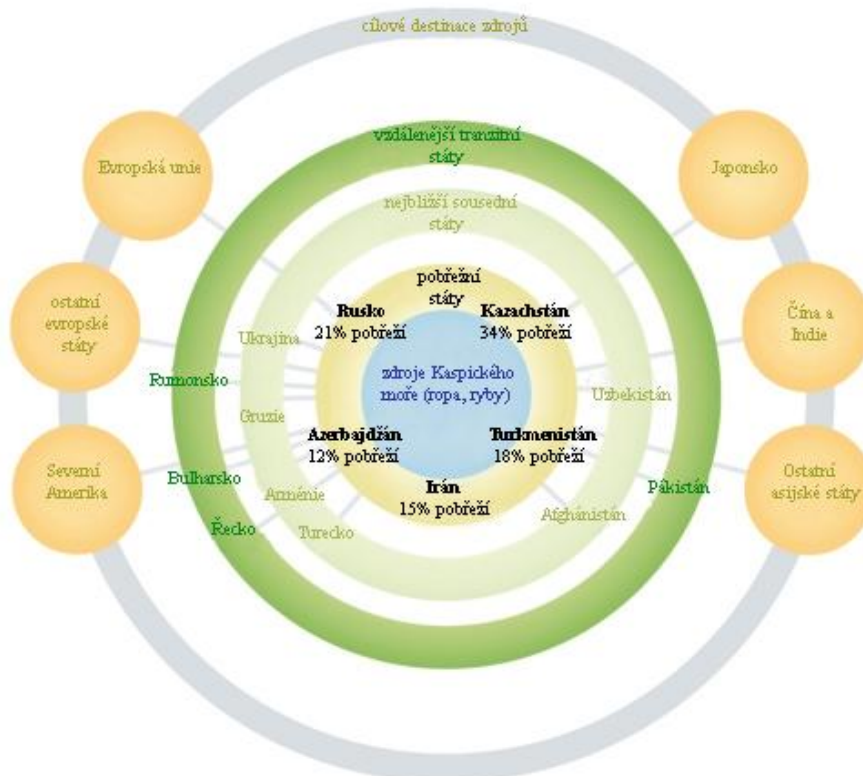 cílové destinace zdrojů
vzdálenější tranzitní
státy
Evropská unie
Japonsko
nejbližší sousední
státy
pobřežní
státy
ostatní
evropské
státy
Rusko
21% pobřeží
Kazachstán
34% pobřeží
Čína a
Indie
Ukrajina
Rumonsko
zdroje Kaspického
moře (ropa, ryby)
Uzbekistán
Gruzie
Azerbajdžán
12% pobřeží
Turkmenistán
18% pobřeží
Severní
Amerika
Bulharsko
Irán
15% pobřeží
Pákistán
Ostatní
asijské státy
Arménie
Afghánistán
Řecko
Turecko